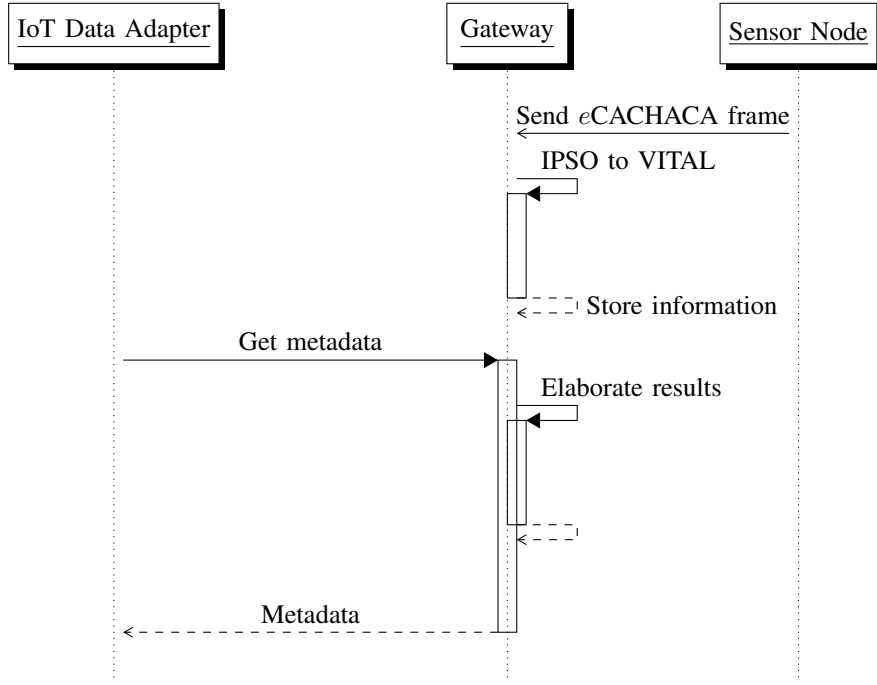 IoT Data Adapter
Gateway
Sensor Node
Send eCACHACA frame
IPSO to VITAL
Store information
Get metadata
Elaborate results
Metadata